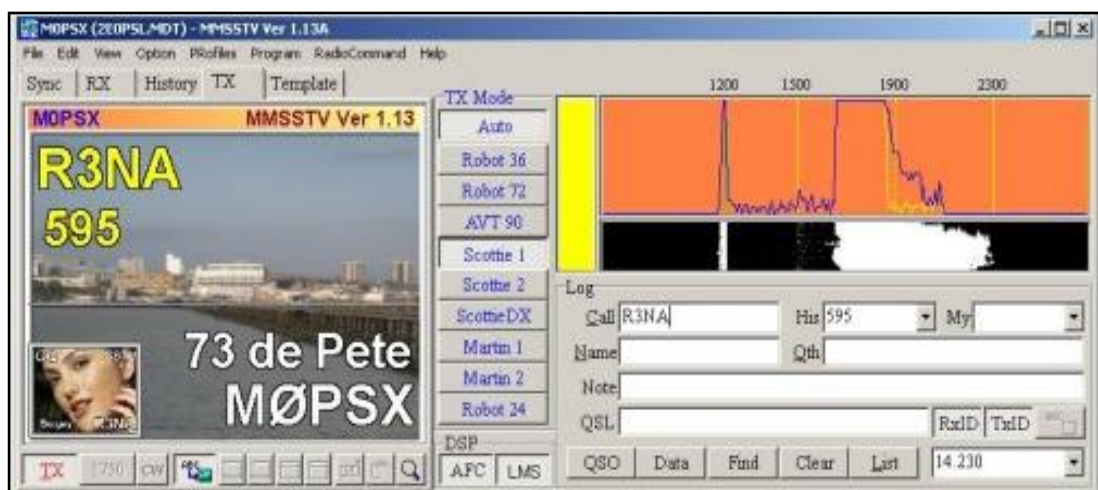 M0PSX (2E0PSL/MDT) - MMSSTV Ver 1.13A
File Edit View Option PRofiles Program RadioCommand Help
Sync RX History TX Template
M0PSX MMSSTV Ver 1.13
R3NA
595
73 de Pete
MØPSX
R3NA
TX 1750 CW
TX Mode
Auto
Robot 36
Robot 72
AVT 90
Scottie 1
Scottie 2
ScottieDX
Martin 1
Martin 2
Robot 24
DSP
AFC LMS
1200 1500 1900 2300
Log
Call R3NA His 595 My
Name Qth
Note
QSL RxID TxID
QSO Data Find Clear List 14.230